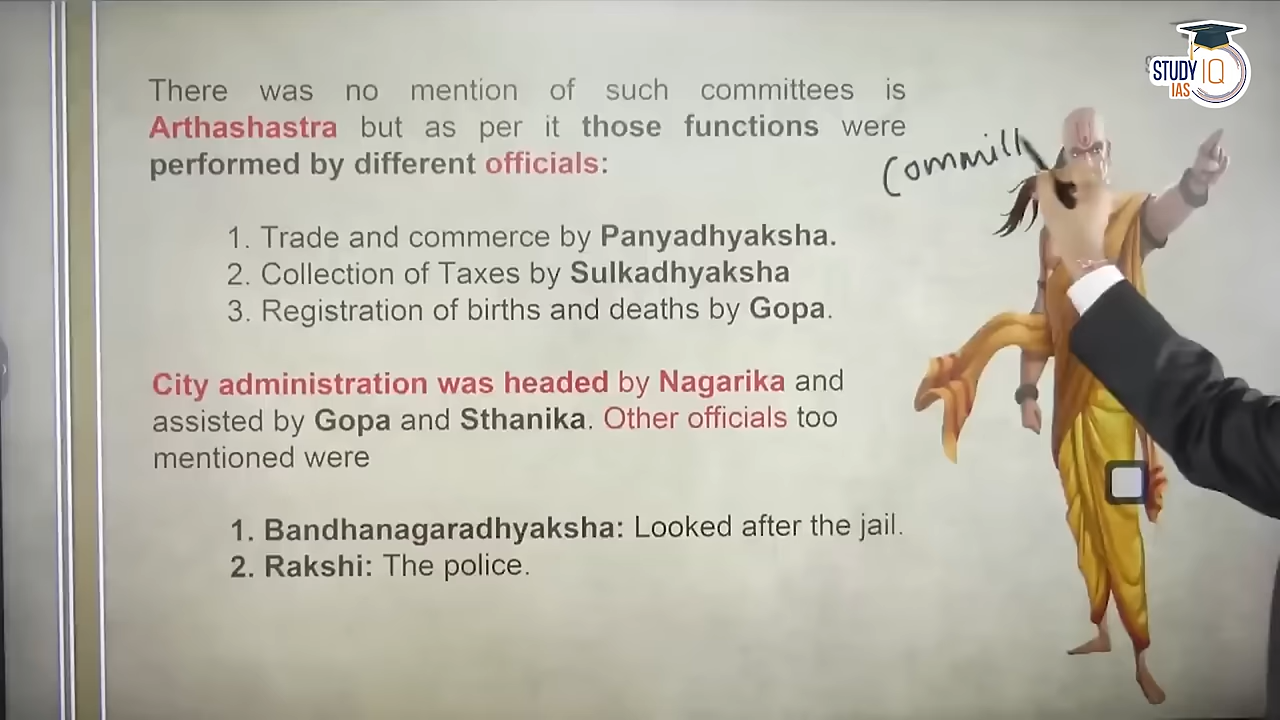 STUDY IQ
IAS
There was no mention of such committees is
Arthashastra but as per it those functions were
performed by different officials:
1. Trade and commerce by Panyadhyaksha.
2. Collection of Taxes by Sulkadhyaksha
3. Registration of births and deaths by Gopa.
City administration was headed by Nagarika and
assisted by Gopa and Sthanika. Other officials too
mentioned were
1. Bandhanagaradhyaksha: Looked after the jail.
2. Rakshi: The police.